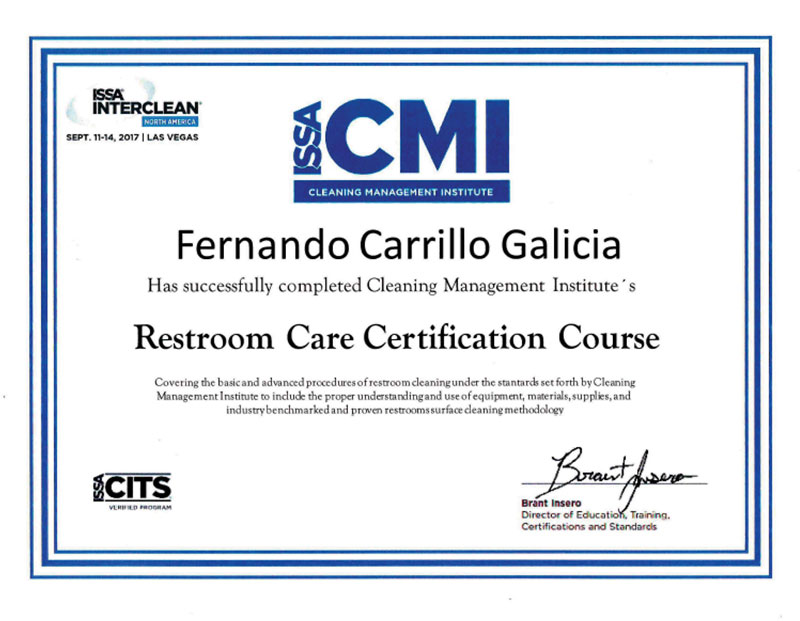 ISSA
INTERCLEAN
NORTH AMERICA
SEPT. 11-14, 2017 | LAS VEGAS
ISSA CMI
CLEANING MANAGEMENT INSTITUTE
Fernando Carrillo Galicia
Has successfully completed Cleaning Management Institute´s
Restroom Care Certification Course
Covering the basic and advanced procedures of restroom cleaning under the stantards set forth by Cleaning
Management Institute to include the proper understanding and use of equipment, materials, supplies, and
industry benchmarked and proven restrooms surface cleaning methodology
ISSA CITS
VERIFIED PROGRAM
Brant Insero
Brant Insero
Director of Education, Training,
Certifications and Standards